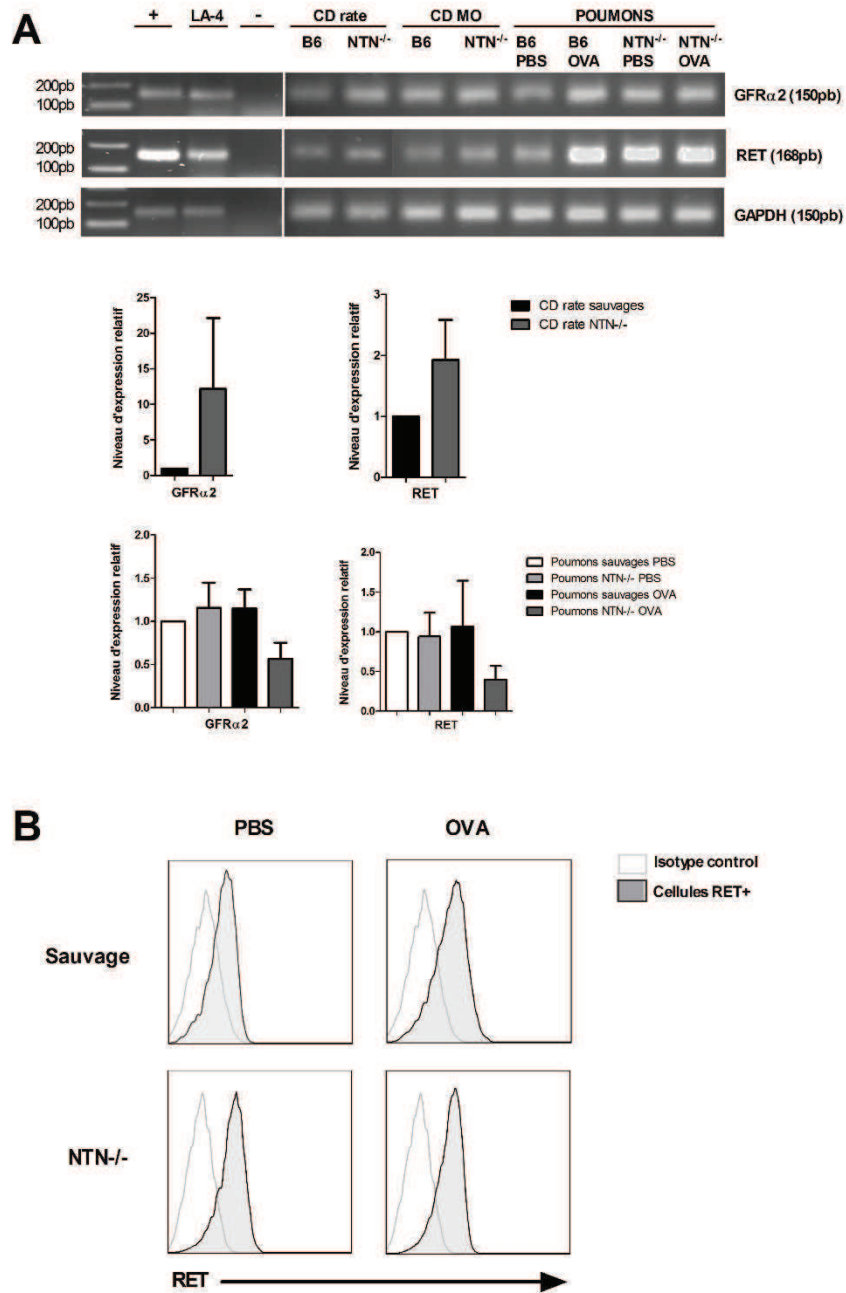 A
+ LA-4 - CD rate CD MO POUMONS
B6 NTN-/- B6 NTN-/- B6 PBS B6 OVA NTN-/- PBS NTN-/- OVA
200pb
100pb
GFRα2 (150pb)
200pb
100pb
RET (168pb)
200pb
100pb
GAPDH (150pb)
Niveau d'expression relatif
25
20
15
10
5
0
GFRα2
Niveau d'expression relatif
3
2
1
0
RET
CD rate sauvages
CD rate NTN-/-
Niveau d'expression relatif
2.0
1.5
1.0
0.5
0.0
GFRα2
Niveau d'expression relatif
2.0
1.5
1.0
0.5
0.0
RET
Poumons sauvages PBS
Poumons NTN-/- PBS
Poumons sauvages OVA
Poumons NTN-/- OVA
B
PBS OVA
Isotype control
Cellules RET+
Sauvage
NTN-/-
RET